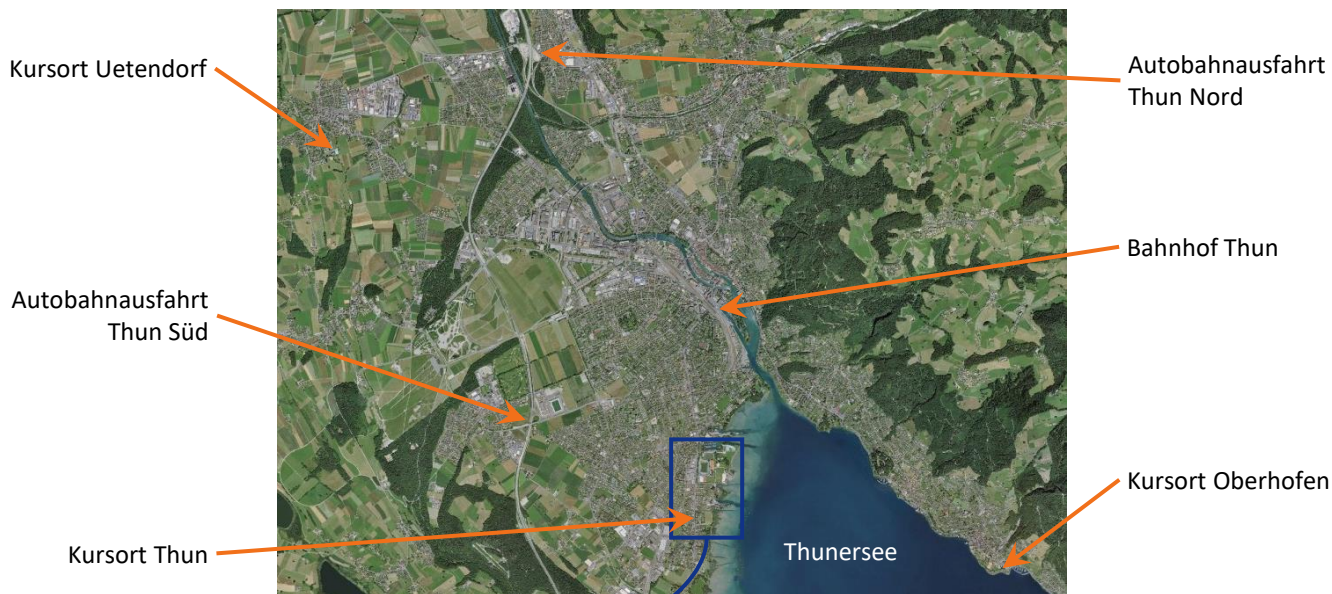 Kursort Uetendorf
Autobahnausfahrt
Thun Nord
Bahnhof Thun
Autobahnausfahrt
Thun Süd
Kursort Oberhofen
Kursort Thun
Thunersee